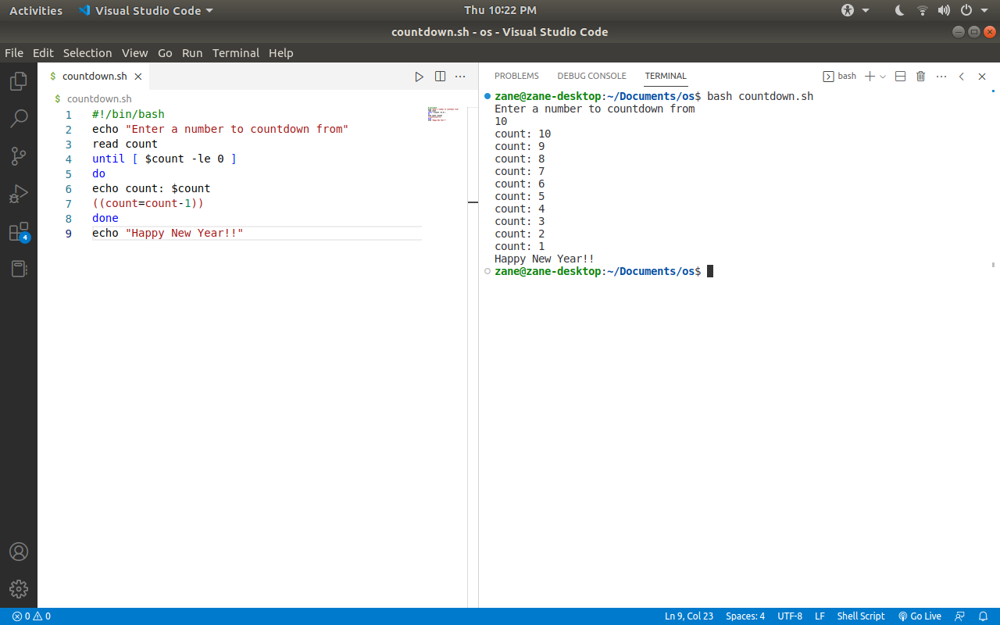 Activities
Visual Studio Code
Thu 10:22 PM
countdown.sh - os - Visual Studio Code
File Edit Selection View Go Run Terminal Help
$ countdown.sh
PROBLEMS DEBUG CONSOLE TERMINAL
bash
$ countdown.sh
1 #!/bin/bash
2 echo "Enter a number to countdown from"
3 read count
4 until [ $count -le 0 ]
5 do
6 echo count: $count
7 ((count=count-1))
8 done
9 echo "Happy New Year!!"
4
zane@zane-desktop:~/Documents/os$ bash countdown.sh
Enter a number to countdown from
10
count: 10
count: 9
count: 8
count: 7
count: 6
count: 5
count: 4
count: 3
count: 2
count: 1
Happy New Year!!
zane@zane-desktop:~/Documents/os$
0 0
Ln 9, Col 23
Spaces: 4
UTF-8
LF
Shell Script
Go Live